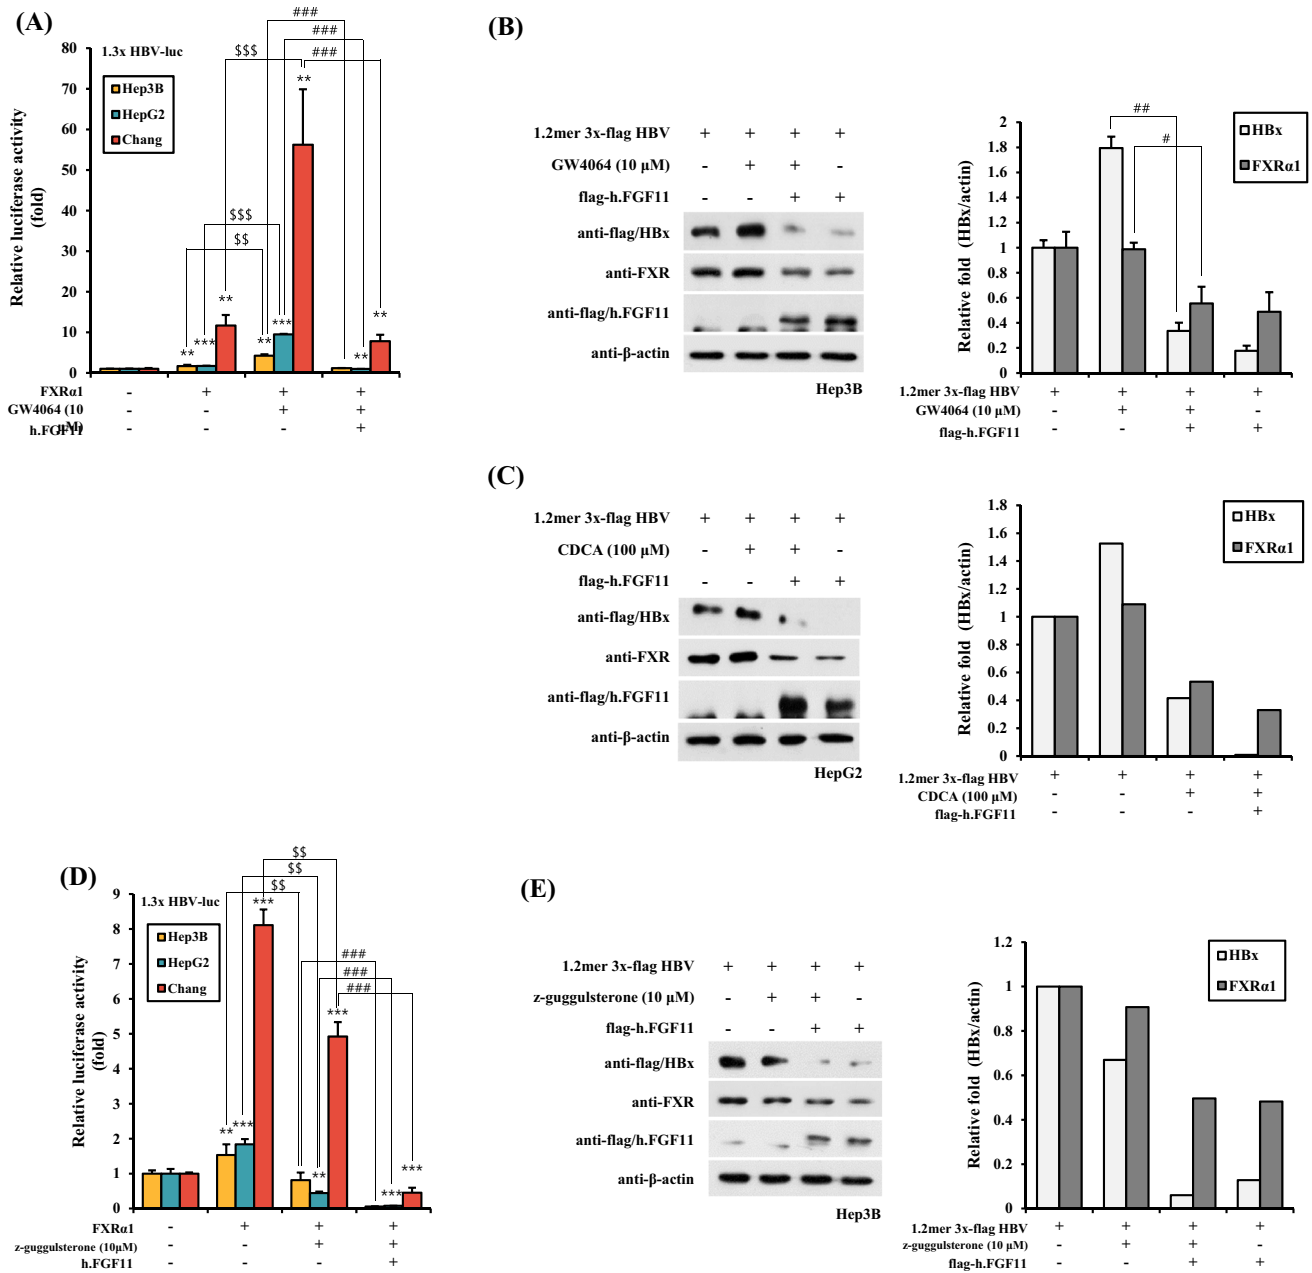 (A)
1.3x HBV-luc
Hep3B
HepG2
Chang
Relative luciferase activity
(fold)
80
70
60
50
40
30
20
10
0
###
###
$$$ ###
$$$
$$
** *** **
** *** **
** **
FXRα1 - + + +
GW4064 (10 μM) - - + +
h.FGF11 - - - +
(B)
1.2mer 3x-flag HBV + + + +
GW4064 (10 μM) - + + -
flag-h.FGF11 - - + +
anti-flag/HBx
anti-FXR
anti-flag/h.FGF11
anti-β-actin
Hep3B
Relative fold (HBx/actin)
2
1.8
1.6
1.4
1.2
1
0.8
0.6
0.4
0.2
0
##
#
HBx
FXRα1
1.2mer 3x-flag HBV + + + +
GW4064 (10 μM) - + + -
flag-h.FGF11 - - + +
(C)
1.2mer 3x-flag HBV + + + +
CDCA (100 μM) - + + -
flag-h.FGF11 - - + +
anti-flag/HBx
anti-FXR
anti-flag/h.FGF11
anti-β-actin
HepG2
Relative fold (HBx/actin)
1.8
1.6
1.4
1.2
1
0.8
0.6
0.4
0.2
0
HBx
FXRα1
1.2mer 3x-flag HBV + + + +
CDCA (100 μM) - - + +
flag-h.FGF11 - - - +
(D)
1.3x HBV-luc
Hep3B
HepG2
Chang
Relative luciferase activity
(fold)
9
8
7
6
5
4
3
2
1
0
$$
$$
$$
###
###
###
** *** ***
** ***
*** ***
FXRα1 - + + +
z-guggulsterone (10μM) - - + +
h.FGF11 - - - +
(E)
1.2mer 3x-flag HBV + + + +
z-guggulsterone (10 μM) - + + -
flag-h.FGF11 - - + +
anti-flag/HBx
anti-FXR
anti-flag/h.FGF11
anti-β-actin
Hep3B
Relative fold (HBx/actin)
1.2
1
0.8
0.6
0.4
0.2
0
HBx
FXRα1
1.2mer 3x-flag HBV + + + +
z-guggulsterone (10 μM) - + + -
flag-h.FGF11 - - + +